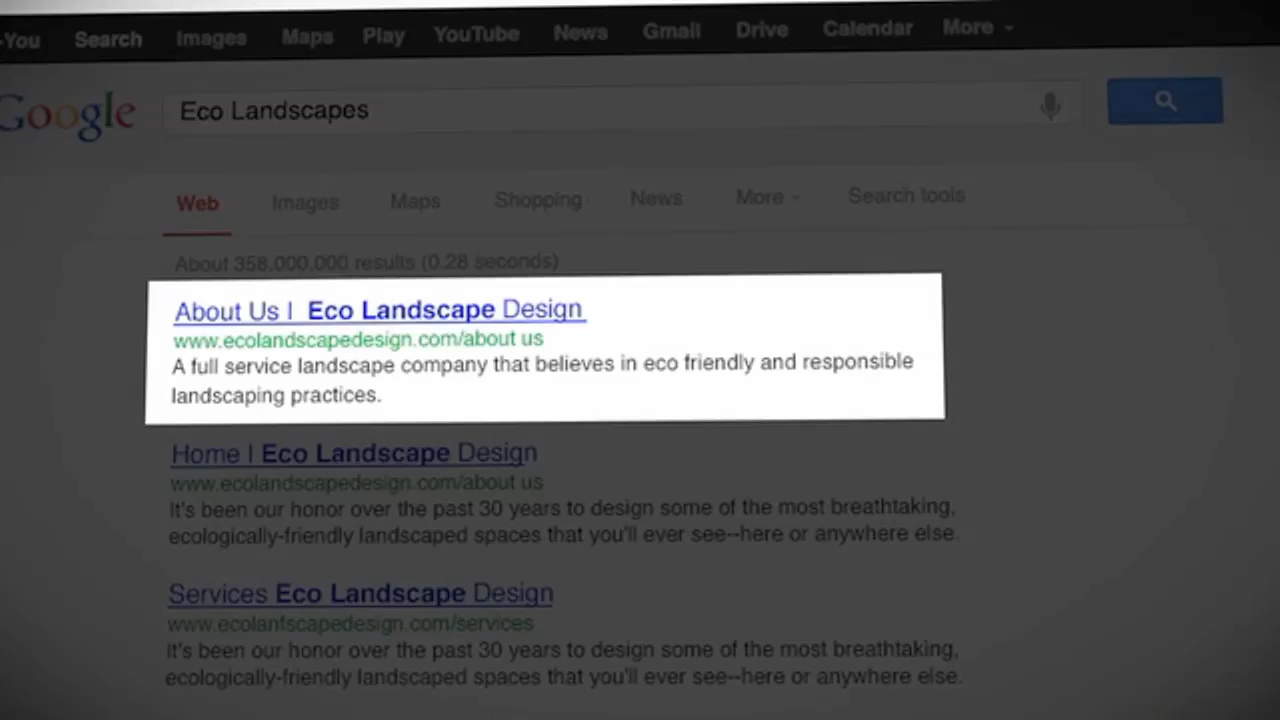 +You Search Images Maps Play YouTube News Gmail Drive Calendar More
Google Eco Landscapes
Web Images Maps Shopping News More Search tools
About 358,000,000 results (0.28 seconds)
About Us | Eco Landscape Design
www.ecolandscapedesign.com/about us
A full service landscape company that believes in eco friendly and responsible
landscaping practices.
Home | Eco Landscape Design
www.ecolandscapedesign.com/about us
It's been our honor over the past 30 years to design some of the most breathtaking,
ecologically-friendly landscaped spaces that you'll ever see--here or anywhere else.
Services Eco Landscape Design
www.ecolanfscapedesign.com/services
It's been our honor over the past 30 years to design some of the most breathtaking,
ecologically-friendly landscaped spaces that you'll ever see--here or anywhere else.